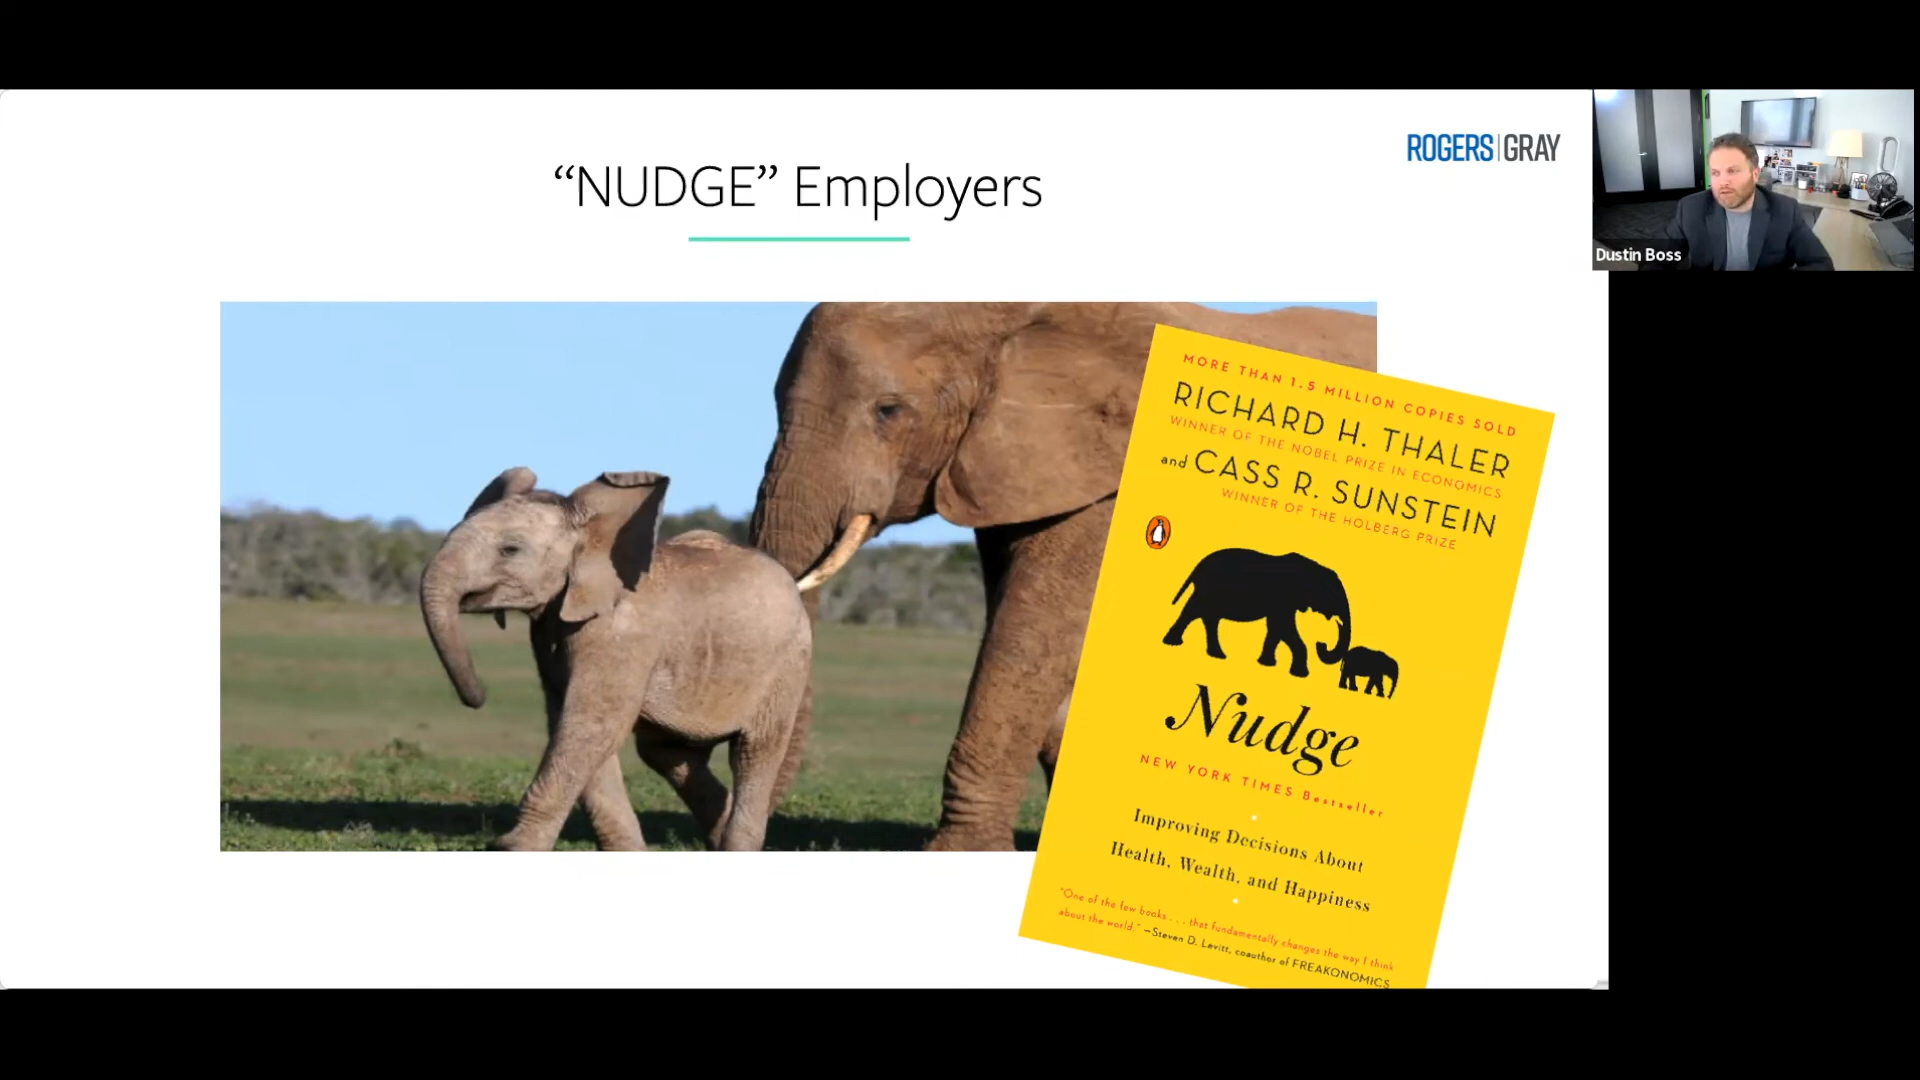 “NUDGE” Employers
ROGERS|GRAY
Dustin Boss
MORE THAN 1.5 MILLION COPIES SOLD
RICHARD H. THALER
WINNER OF THE NOBEL PRIZE IN ECONOMICS
and CASS R. SUNSTEIN
WINNER OF THE HOLBERG PRIZE
Nudge
NEW YORK TIMES Bestseller
Improving Decisions About
Health, Wealth, and Happiness
"One of the few books . . . that fundamentally changes the way I think
about the world." —Steven D. Levitt, coauthor of FREAKONOMICS